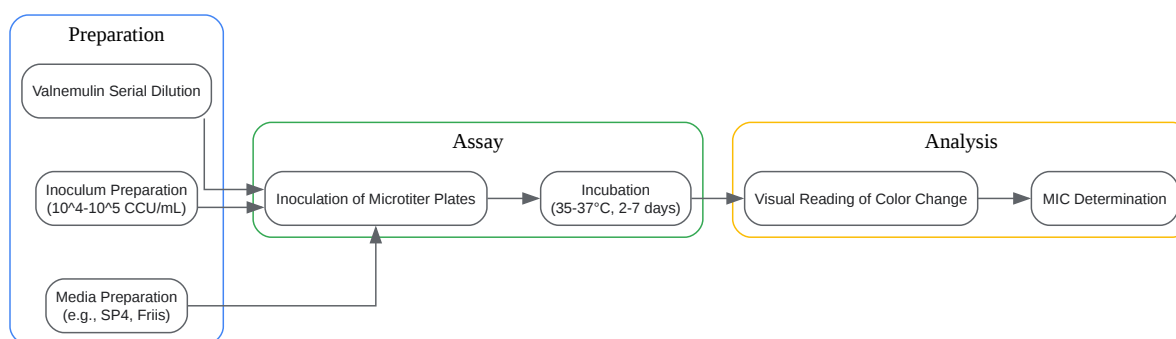 Preparation
Valnemulin Serial Dilution
Inoculum Preparation
(10^4-10^5 CCU/mL)
Media Preparation
(e.g., SP4, Friis)
Assay
Inoculation of Microtiter Plates
Incubation
(35-37°C, 2-7 days)
Analysis
Visual Reading of Color Change
MIC Determination